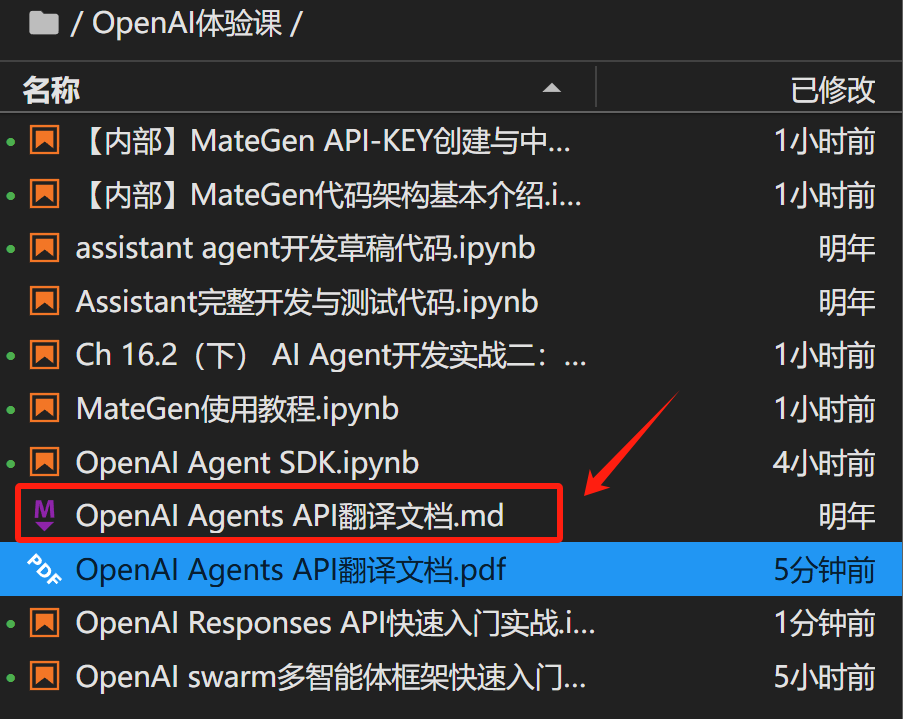 / OpenAI体验课 /
名称 已修改
【内部】MateGen API-KEY创建与中... 1小时前
【内部】MateGen代码架构基本介绍.i... 1小时前
assistant agent开发草稿代码.ipynb 明年
Assistant完整开发与测试代码.ipynb 明年
Ch 16.2（下） AI Agent开发实战二：... 1小时前
MateGen使用教程.ipynb 1小时前
OpenAI Agent SDK.ipynb 4小时前
M OpenAI Agents API翻译文档.md 明年
PDF OpenAI Agents API翻译文档.pdf 5分钟前
OpenAI Responses API快速入门实战.i... 1分钟前
OpenAI swarm多智能体框架快速入门... 5小时前